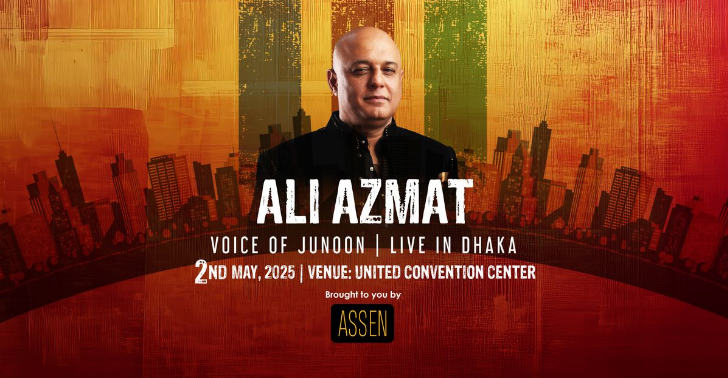 ALI AZMAT
VOICE OF JUNOON | LIVE IN DHAKA
2ND MAY, 2025 | VENUE: UNITED CONVENTION CENTER
Brought to you by
ASSEN